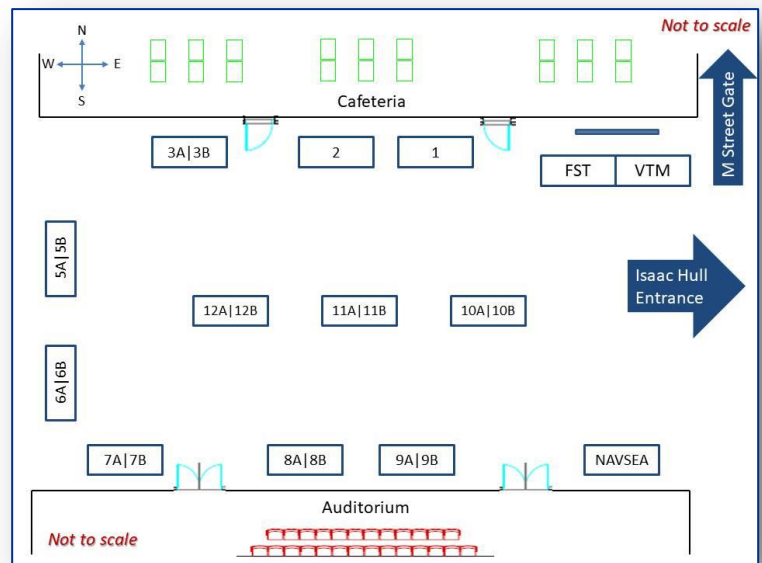 Not to scale
N
W E
S
Cafeteria
M Street Gate
3A|3B
2
1
FST VTM
5A|5B
Isaac Hull
Entrance
12A|12B
11A|11B
10A|10B
6A|6B
7A|7B
8A|8B
9A|9B
NAVSEA
Auditorium
Not to scale